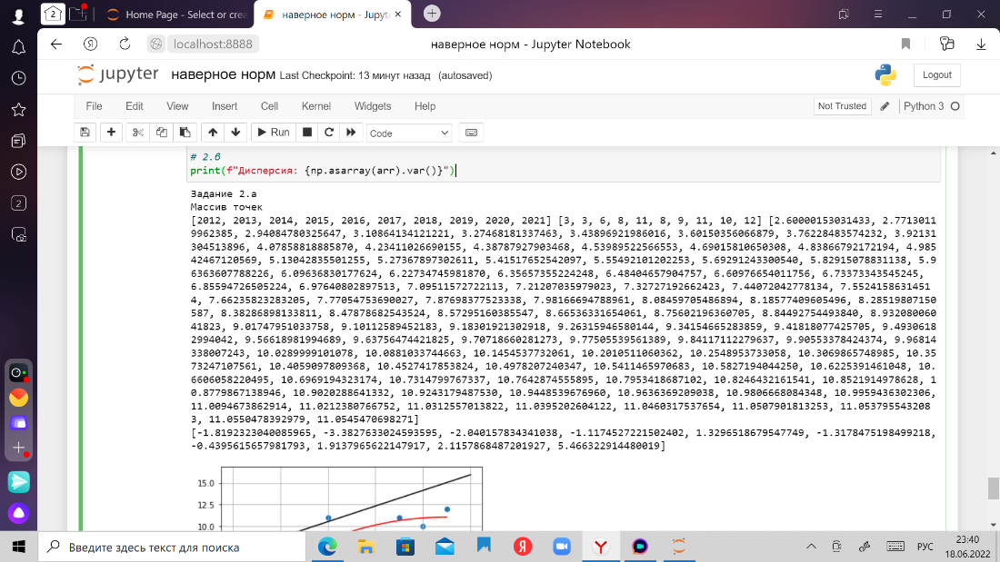 2
Home Page - Select or crea
наверное норм - Jupyte
localhost:8888
наверное норм - Jupyter Notebook
jupyter наверное норм Last Checkpoint: 13 минут назад (autosaved)
Logout
File Edit View Insert Cell Kernel Widgets Help
Not Trusted
Python 3
Run
Code
# 2.в
print(f"Дисперсия: {np.asarray(arr).var()}")
Задание 2.а
Массив точек
[2012, 2013, 2014, 2015, 2016, 2017, 2018, 2019, 2020, 2021] [3, 3, 6, 8, 11, 8, 9, 11, 10, 12] [2.60000153031433, 2.7713011
9962385, 2.94084780325647, 3.10864134121221, 3.27468181337463, 3.43896921986016, 3.60150356066879, 3.76228483574232, 3.92131
304513896, 4.07858818885870, 4.23411026690155, 4.38787927903468, 4.53989522566553, 4.69015810650308, 4.83866792172194, 4.985
42467120569, 5.13042835501255, 5.27367897302611, 5.41517652542097, 5.55492101202253, 5.69291243300540, 5.82915078831138, 5.9
6363607788226, 6.09636830177624, 6.22734745981870, 6.35657355224248, 6.48404657904757, 6.60976654011756, 6.73373343545245,
6.85594726505224, 6.97640802897513, 7.09511572722113, 7.21207035979023, 7.32727192662423, 7.44072042778134, 7.5524158631451
4, 7.66235823283205, 7.77054753690027, 7.87698377523338, 7.98166694788961, 8.08459705486894, 8.18577409605496, 8.28519807150
587, 8.38286898133811, 8.47878682543524, 8.57295160385547, 8.66536331654061, 8.75602196360705, 8.84492754493840, 8.932080060
41823, 9.01747951033758, 9.10112589452183, 9.18301921302918, 9.26315946580144, 9.34154665283859, 9.41818077425705, 9.4930618
2994042, 9.56618981994689, 9.63756474421825, 9.70718660281273, 9.77505539561389, 9.84117112279637, 9.90553378424374, 9.96814
338007243, 10.0289999101078, 10.0881033744663, 10.1454537732061, 10.2010511060362, 10.2548953733058, 10.3069865748985, 10.35
73247107561, 10.4059097809368, 10.4527417853824, 10.4978207240347, 10.5411465970683, 10.5827194044250, 10.6225391461048, 10.
6606058220495, 10.6969194323174, 10.7314799767337, 10.7642874555895, 10.7953418687102, 10.8246432161541, 10.8521914978628, 1
0.8779867138946, 10.9020288641332, 10.9243179487530, 10.9448539676960, 10.9636369209038, 10.9806668084348, 10.9959436302306,
11.0094673862914, 11.0212380766752, 11.0312557013822, 11.0395202604122, 11.0460317537654, 11.0507901813253, 11.053795543208
3, 11.0550478392979, 11.0545470698271]
[-1.8192323040085965, -3.3827633024593595, -2.040157834341038, -1.1174527221502402, 1.3296518679547749, -1.3178475198499218,
-0.4395615657981793, 1.9137965622147917, 2.1157868487201927, 5.466322914480019]
15.0
12.5
10.0
2
Введите здесь текст для поиска
РУС
23:40
18.06.2022